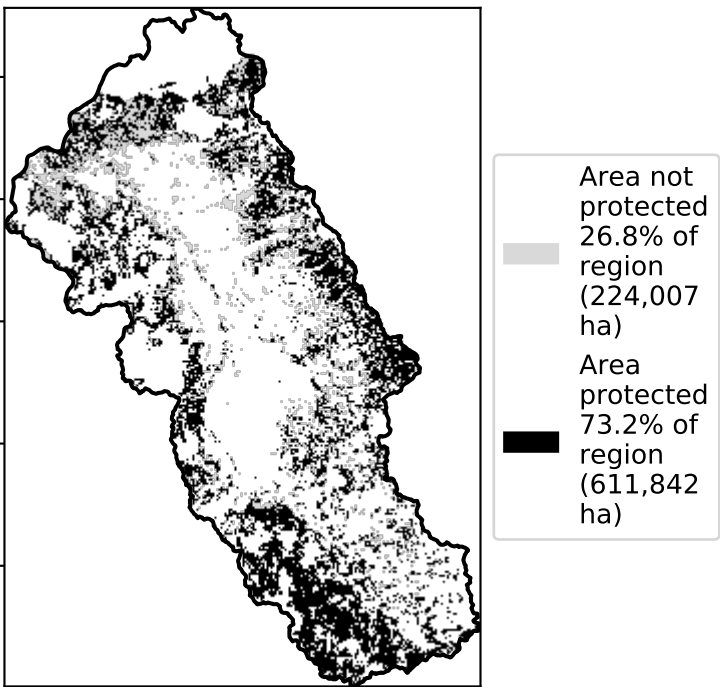 Area not
protected
26.8% of
region
(224,007
ha)
Area
protected
73.2% of
region
(611,842
ha)